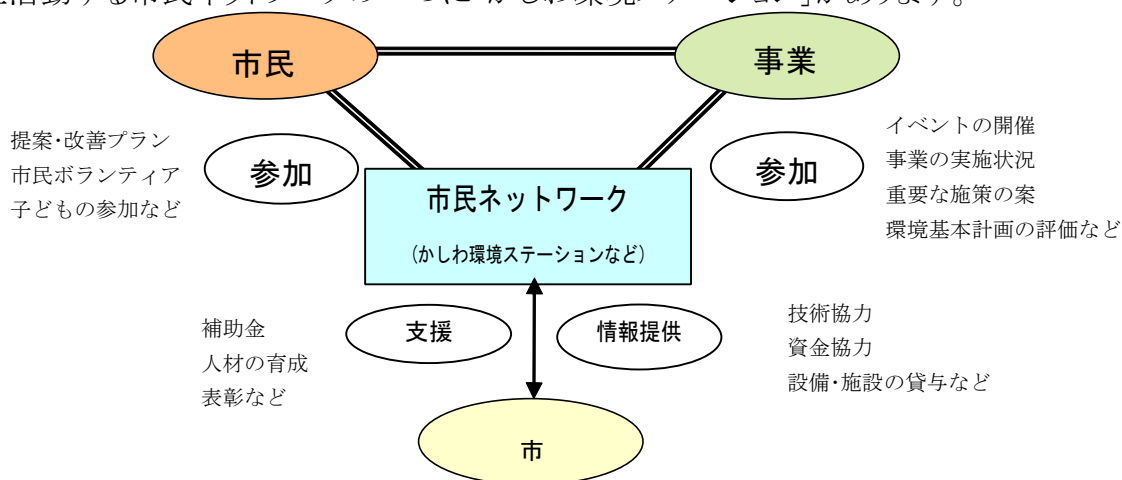 市民
事業
提案・改善プラン
市民ボランティア
子どもの参加など
参加
参加
イベントの開催
事業の実施状況
重要な施策の案
環境基本計画の評価など
市民ネットワーク
(かしわ環境ステーションなど)
補助金
人材の育成
表彰など
支援
情報提供
技術協力
資金協力
設備・施設の貸与など
市